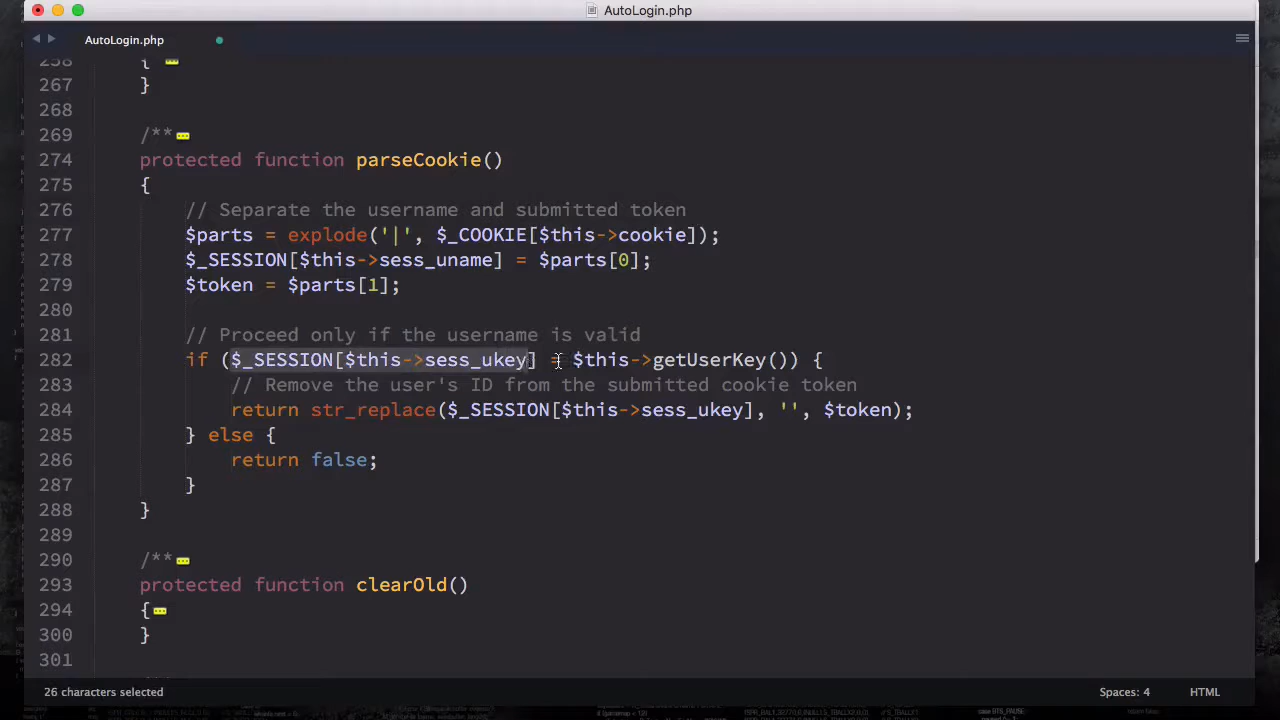 AutoLogin.php
AutoLogin.php
258 {
267 }
268
269 /**
274 protected function parseCookie()
275 {
276 // Separate the username and submitted token
277 $parts = explode('|', $_COOKIE[$this->cookie]);
278 $_SESSION[$this->sess_uname] = $parts[0];
279 $token = $parts[1];
280
281 // Proceed only if the username is valid
282 if ($_SESSION[$this->sess_ukey] = $this->getUserKey()) {
283 // Remove the user's ID from the submitted cookie token
284 return str_replace($_SESSION[$this->sess_ukey], '', $token);
285 } else {
286 return false;
287 }
288 }
289
290 /**
293 protected function clearOld()
294 {
300 }
301
26 characters selected Spaces: 4 HTML